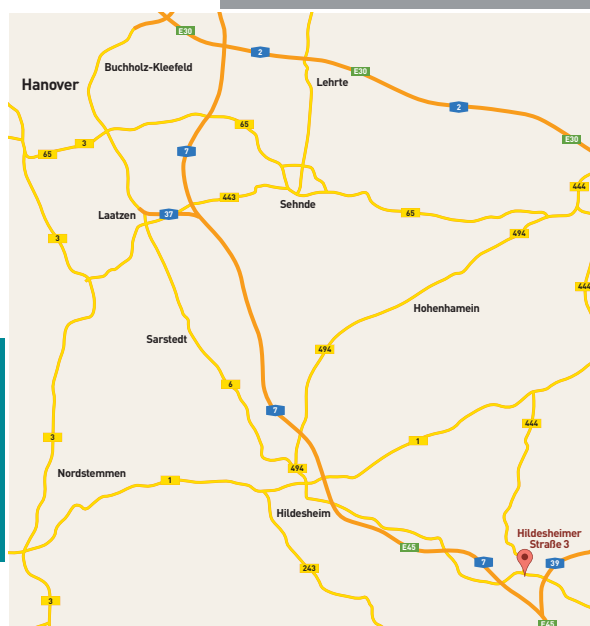 E30
2
Buchholz-Kleefeld
E30
Lehrte
Hanover
2
65
3
E30
65
7
444
443
Sehnde
Laatzen
37
65
494
3
444
Hohenhamein
Sarstedt
494
6
7
444
3
1
494
Nordstemmen
1
Hildesheim
Hildesheimer
Straße 3
E45
7
39
243
3
E45